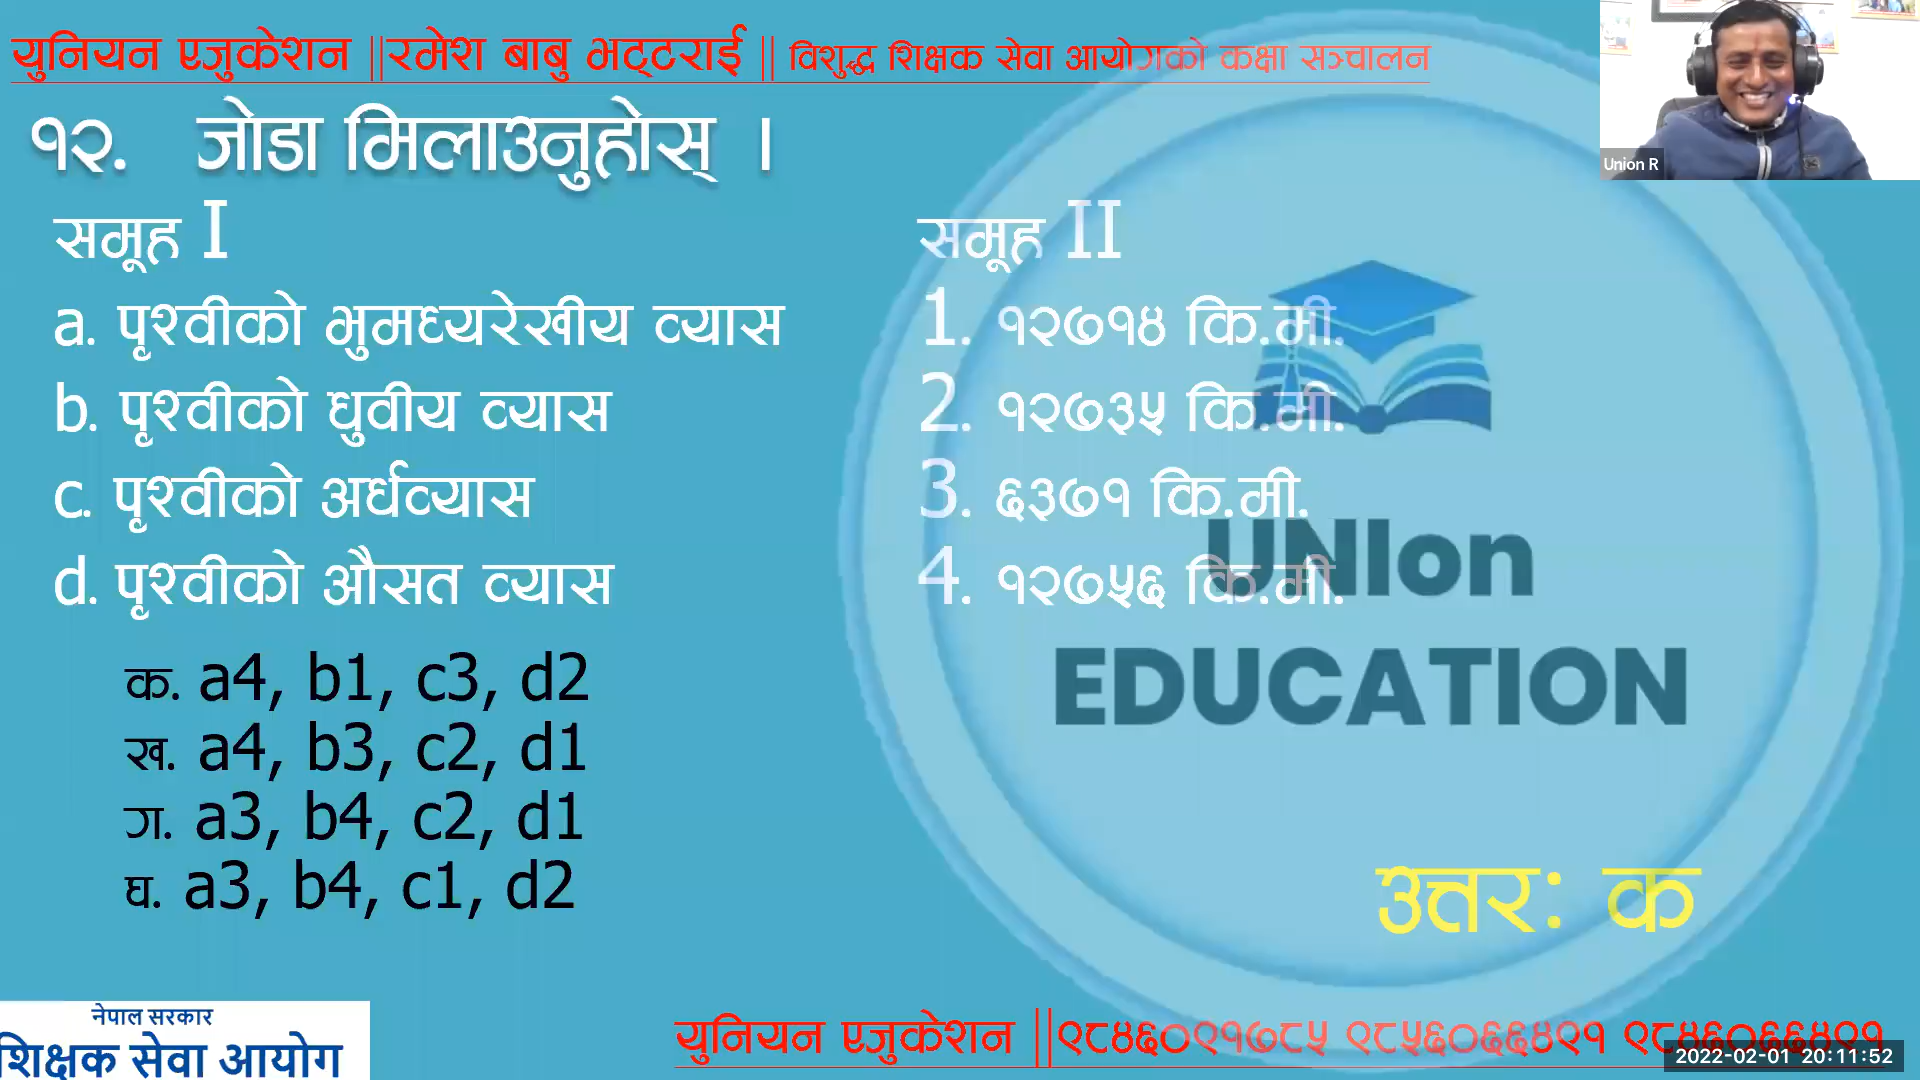 युनियन एजुकेशन ||रमेश बाबु भट्टराई || विशुद्ध शिक्षक सेवा आयोगको कक्षा सञ्चालन
Union R
१२. जोडा मिलाउनुहोस् ।
समूह I
a. पृथ्वीको भुमध्यरेखीय व्यास
b. पृथ्वीको ध्रुवीय व्यास
c. पृथ्वीको अर्धव्यास
d. पृथ्वीको औसत व्यास
समूह II
1. १२७१४ कि.मी.
2. १२७३५ कि.मी.
3. ६३७१ कि.मी.
4. १२७५६ कि.मी.
UNIon
EDUCATION
क. a4, b1, c3, d2
ख. a4, b3, c2, d1
ग. a3, b4, c2, d1
घ. a3, b4, c1, d2
उत्तर: क
नेपाल सरकार
शिक्षक सेवा आयोग
युनियन एजुकेशन ||९८४६०९१७८५ ९८५६०६६४९१ ९८४६०६६४९१
2022-02-01 20:11:52